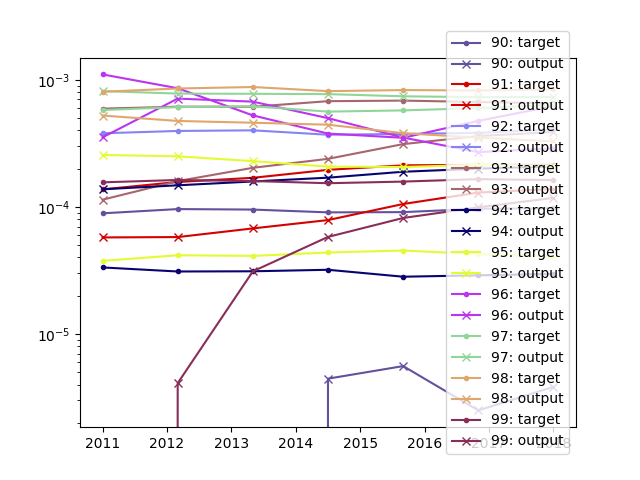 10⁻³
10⁻⁴
10⁻⁵
2011 2012 2013 2014 2015 2016 2017 2018
90: target
90: output
91: target
91: output
92: target
92: output
93: target
93: output
94: target
94: output
95: target
95: output
96: target
96: output
97: target
97: output
98: target
98: output
99: target
99: output